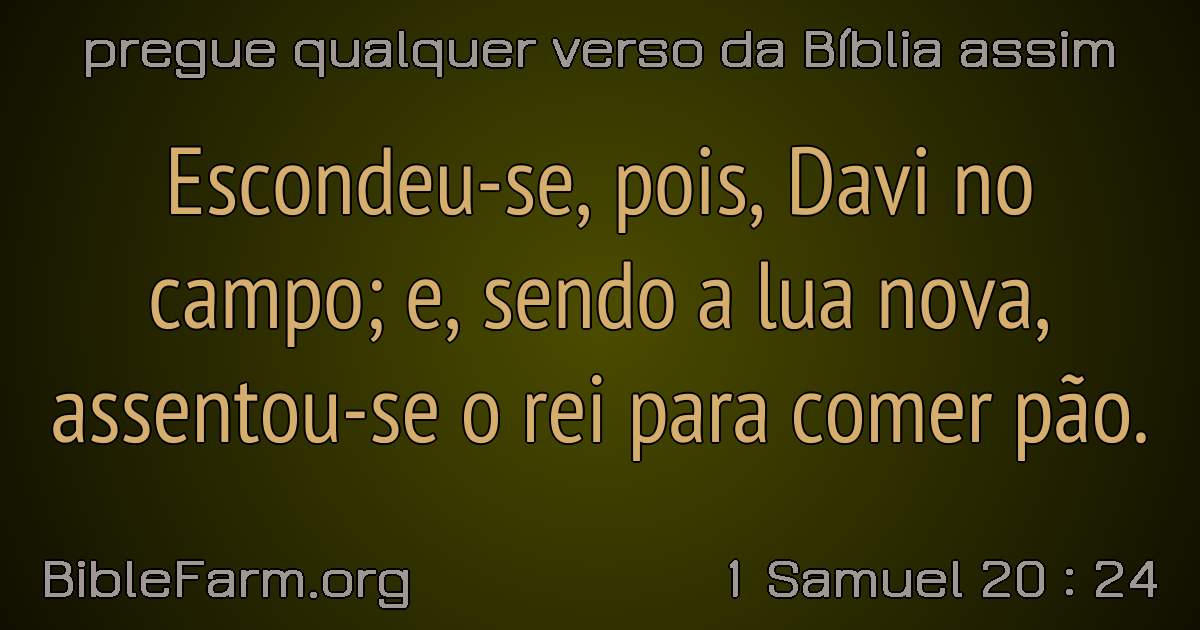 pregue qualquer verso da Bíblia assim
Escondeu-se, pois, Davi no
campo; e, sendo a lua nova,
assentou-se o rei para comer pão.
BibleFarm.org
1 Samuel 20 : 24